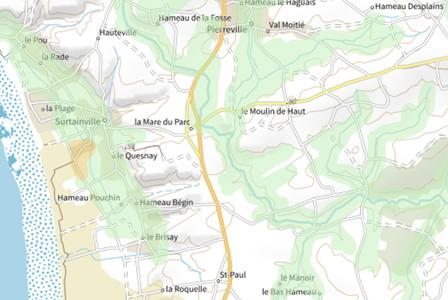 Hameau le Haguais
Hameau Desplains
Hameau de la Fosse
Val Moitié
Pierreville
Hauteville
le Pou
la Rade
80
la Plage
Surtainville
la Mare du Parc
le Moulin de Haut
58
le Quesnay
Hameau Pouchin
Hameau Bégin
le Brisay
St-Paul
la Roquelle
le Manoir
le Bas Hameau